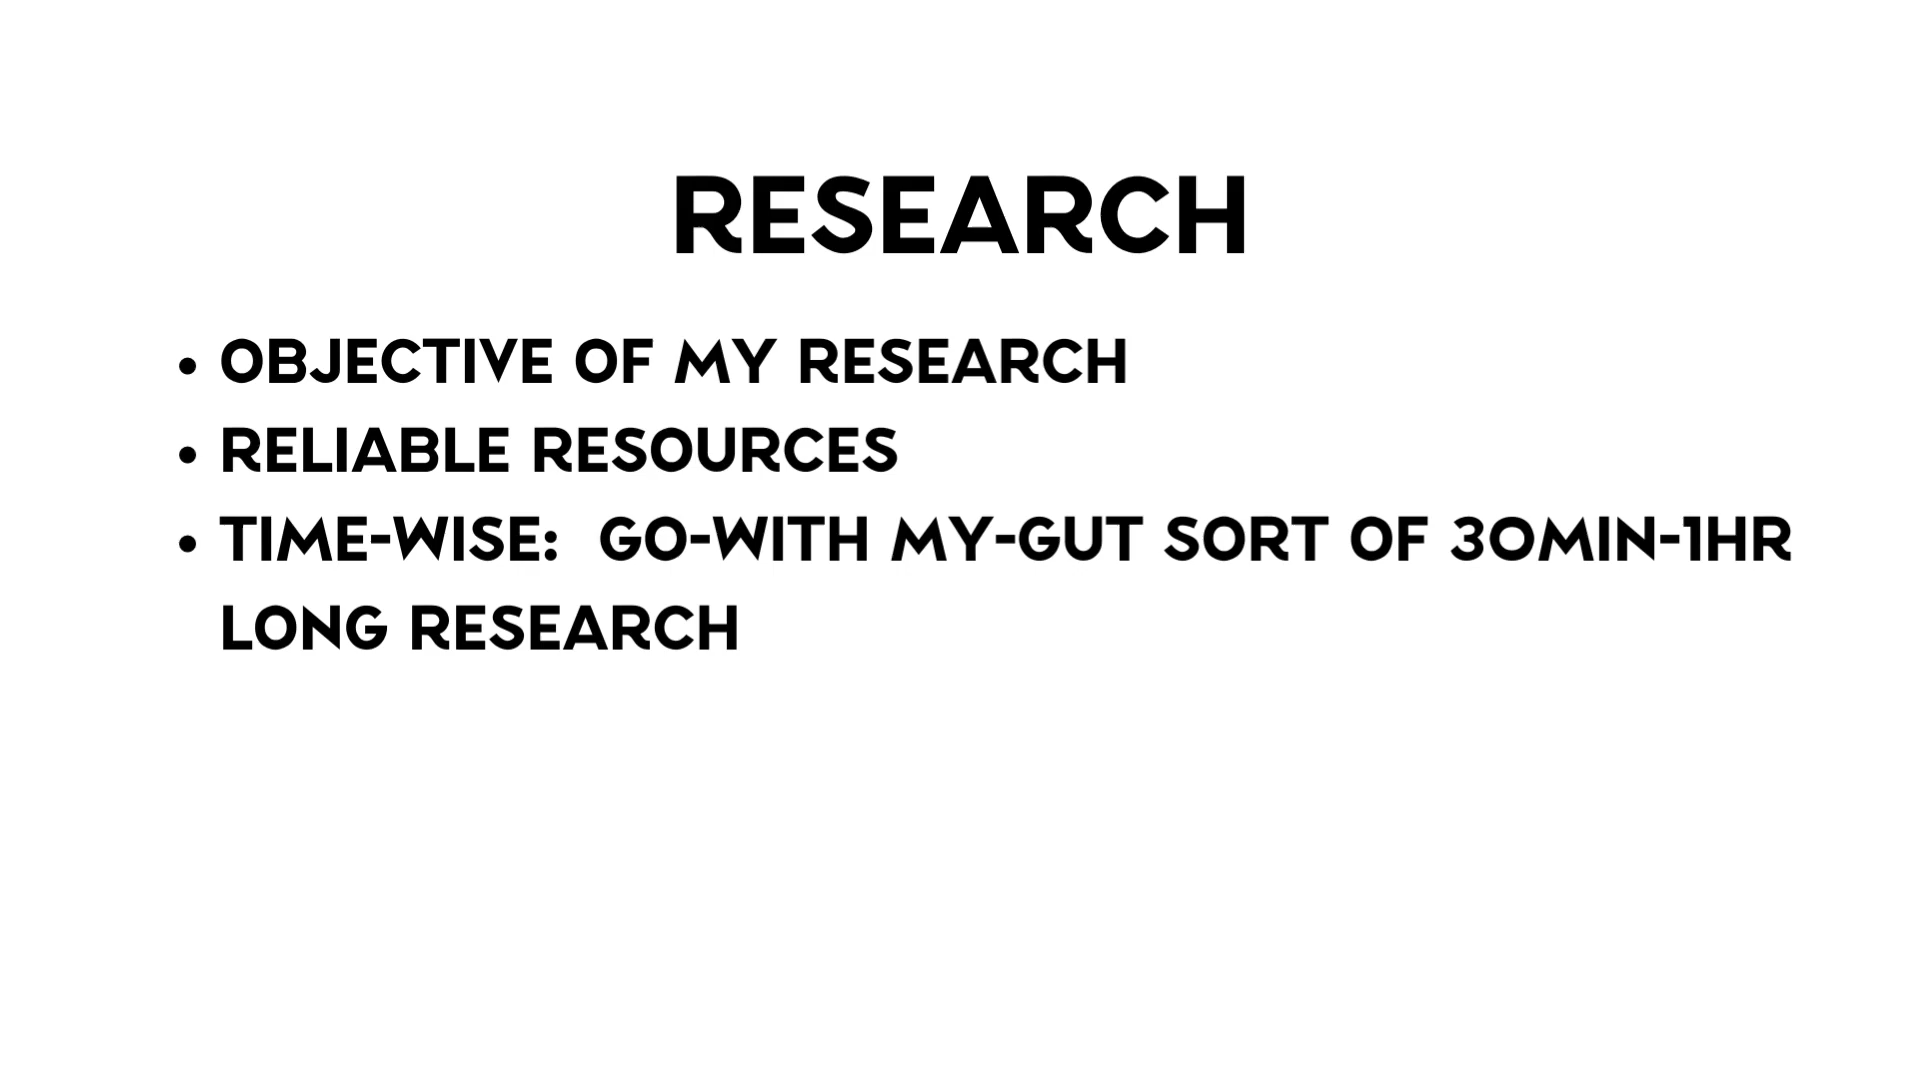 RESEARCH
• OBJECTIVE OF MY RESEARCH
• RELIABLE RESOURCES
• TIME-WISE:  GO-WITH MY-GUT SORT OF 30MIN-1HR
LONG RESEARCH